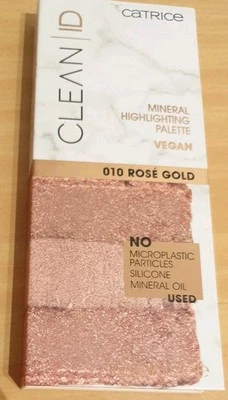 CATRICE
CLEAN | ID
MINERAL
HIGHLIGHTING
PALETTE
VEGAN
010 ROSÉ GOLD
NO
MICROPLASTIC
PARTICLES
SILICONE
MINERAL OIL
USED